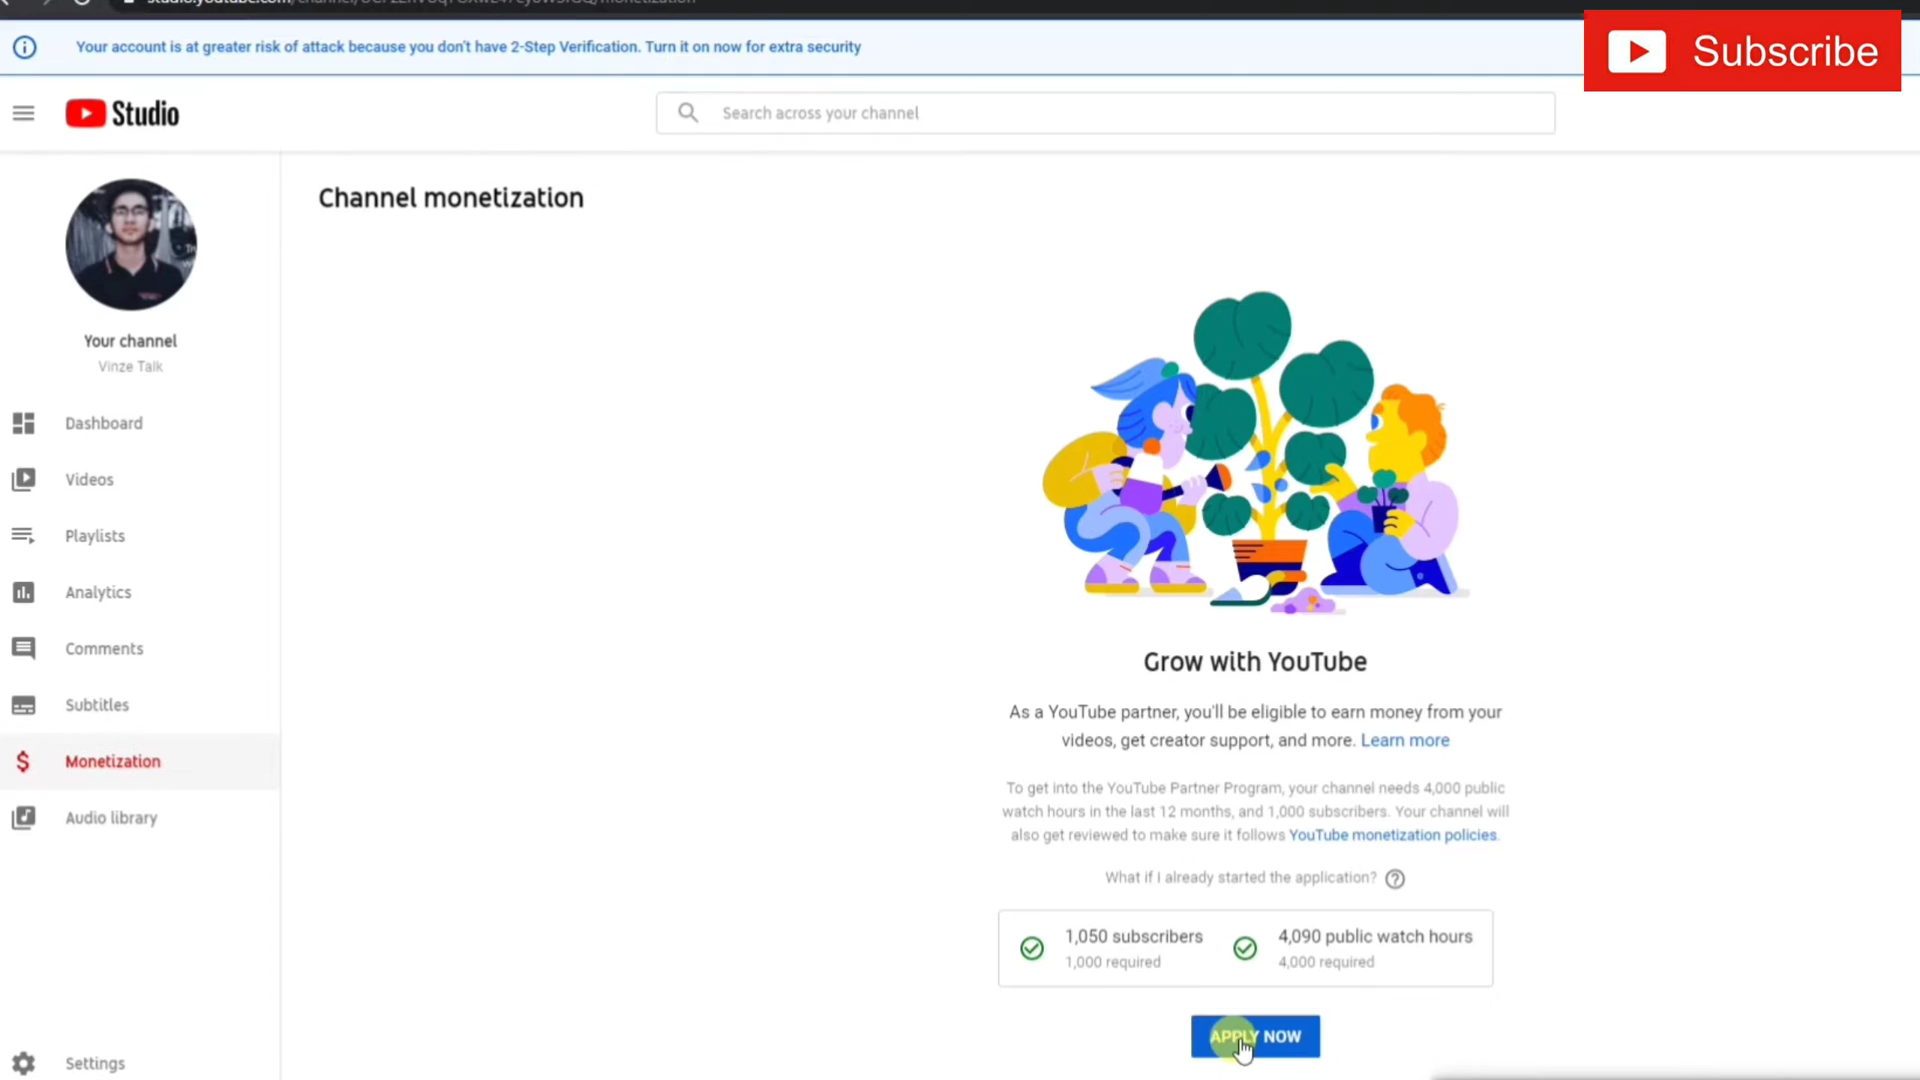 Your account is at greater risk of attack because you don't have 2-Step Verification. Turn it on now for extra security
Subscribe
Studio
Search across your channel
Channel monetization
Your channel
Vinze Talk
Dashboard
Videos
Playlists
Analytics
Comments
Subtitles
Monetization
Audio library
Settings
Grow with YouTube
As a YouTube partner, you'll be eligible to earn money from your
videos, get creator support, and more. Learn more
To get into the YouTube Partner Program, your channel needs 4,000 public
watch hours in the last 12 months, and 1,000 subscribers. Your channel will
also get reviewed to make sure it follows YouTube monetization policies.
What if I already started the application?
1,050 subscribers
1,000 required
4,090 public watch hours
4,000 required
APPLY NOW